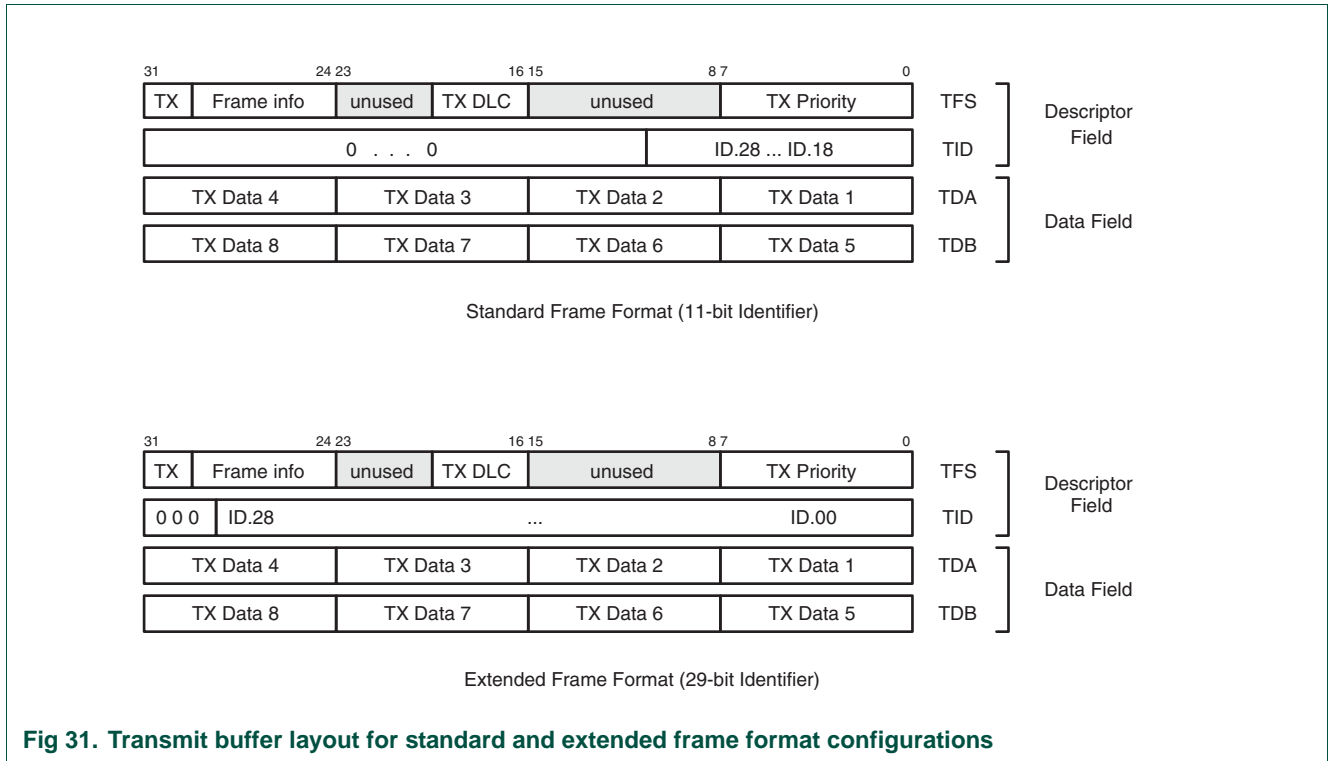 31 24 23 16 15 8 7 0
TX Frame info unused TX DLC unused TX Priority TFS
0 . . . 0 ID.28 ... ID.18 TID
Descriptor
Field
TX Data 4 TX Data 3 TX Data 2 TX Data 1 TDA
TX Data 8 TX Data 7 TX Data 6 TX Data 5 TDB
Data Field
Standard Frame Format (11-bit Identifier)
31 24 23 16 15 8 7 0
TX Frame info unused TX DLC unused TX Priority TFS
0 0 0 ID.28 ... ID.00 TID
Descriptor
Field
TX Data 4 TX Data 3 TX Data 2 TX Data 1 TDA
TX Data 8 TX Data 7 TX Data 6 TX Data 5 TDB
Data Field
Extended Frame Format (29-bit Identifier)
Fig 31. Transmit buffer layout for standard and extended frame format configurations